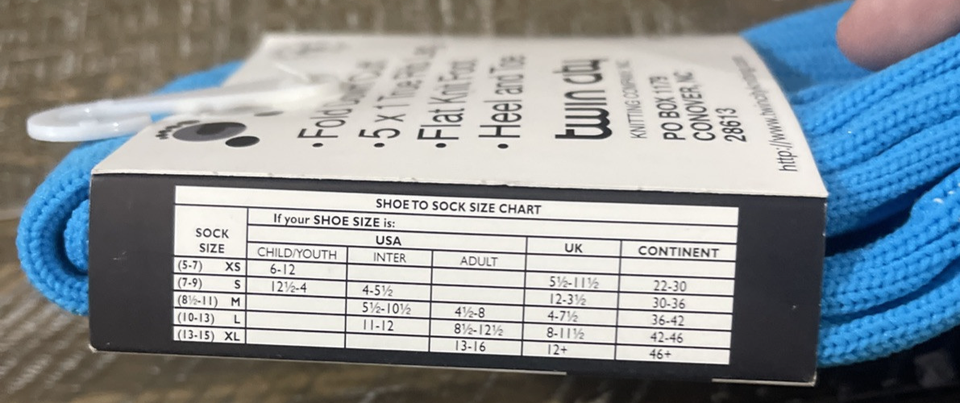 • Fold
• 5 x 1
• Flat Knit Foot
• Heel and Toe
twin city
KNITTING COMPANY, INC
PO BOX 1179
CONOVER, NC
28613
SHOE TO SOCK SIZE CHART
SOCK SIZE If your SHOE SIZE is:
USA UK CONTINENT
CHILD/YOUTH INTER ADULT
(5-7) XS 6-12 5½-11½ 22-30
(7-9) S 12½-4 4-5½ 12-3½ 30-36
(8½-11) M 5½-10½ 4½-8 4-7½ 36-42
(10-13) L 11-12 8½-12½ 8-11½ 42-46
(13-15) XL 13-16 12+ 46+